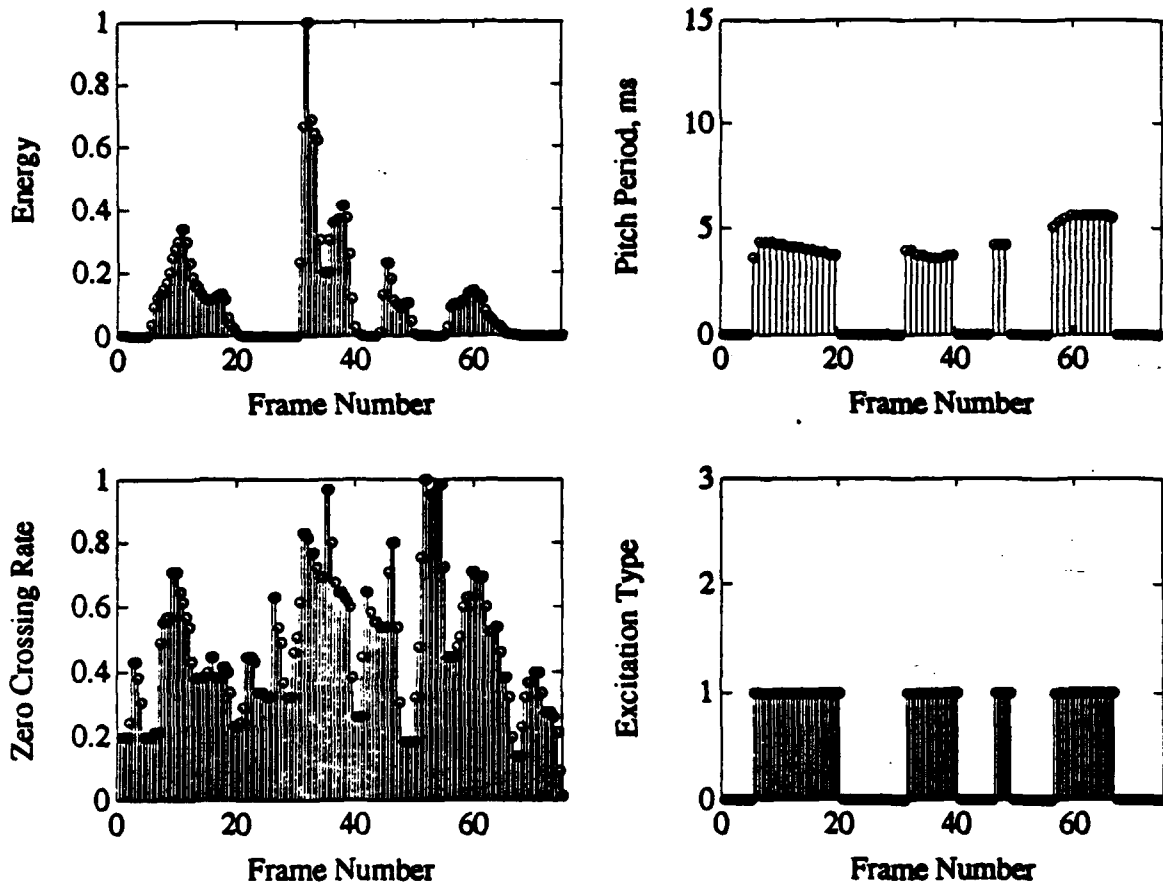 Energy
1
0.8
0.6
0.4
0.2
0
0 20 40 60
Frame Number
Pitch Period, ms
15
10
5
0
0 20 40 60
Frame Number
Zero Crossing Rate
1
0.8
0.6
0.4
0.2
0
0 20 40 60
Frame Number
Excitation Type
3
2
1
0
0 20 40 60
Frame Number